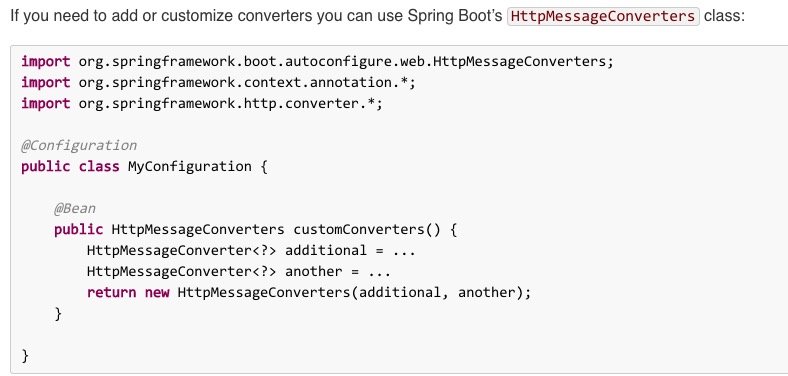 If you need to add or customize converters you can use Spring Boot’s HttpMessageConverters class:
import org.springframework.boot.autoconfigure.web.HttpMessageConverters;
import org.springframework.context.annotation.*;
import org.springframework.http.converter.*;
@Configuration
public class MyConfiguration {
@Bean
public HttpMessageConverters customConverters() {
HttpMessageConverter<?> additional = ...
HttpMessageConverter<?> another = ...
return new HttpMessageConverters(additional, another);
}
}